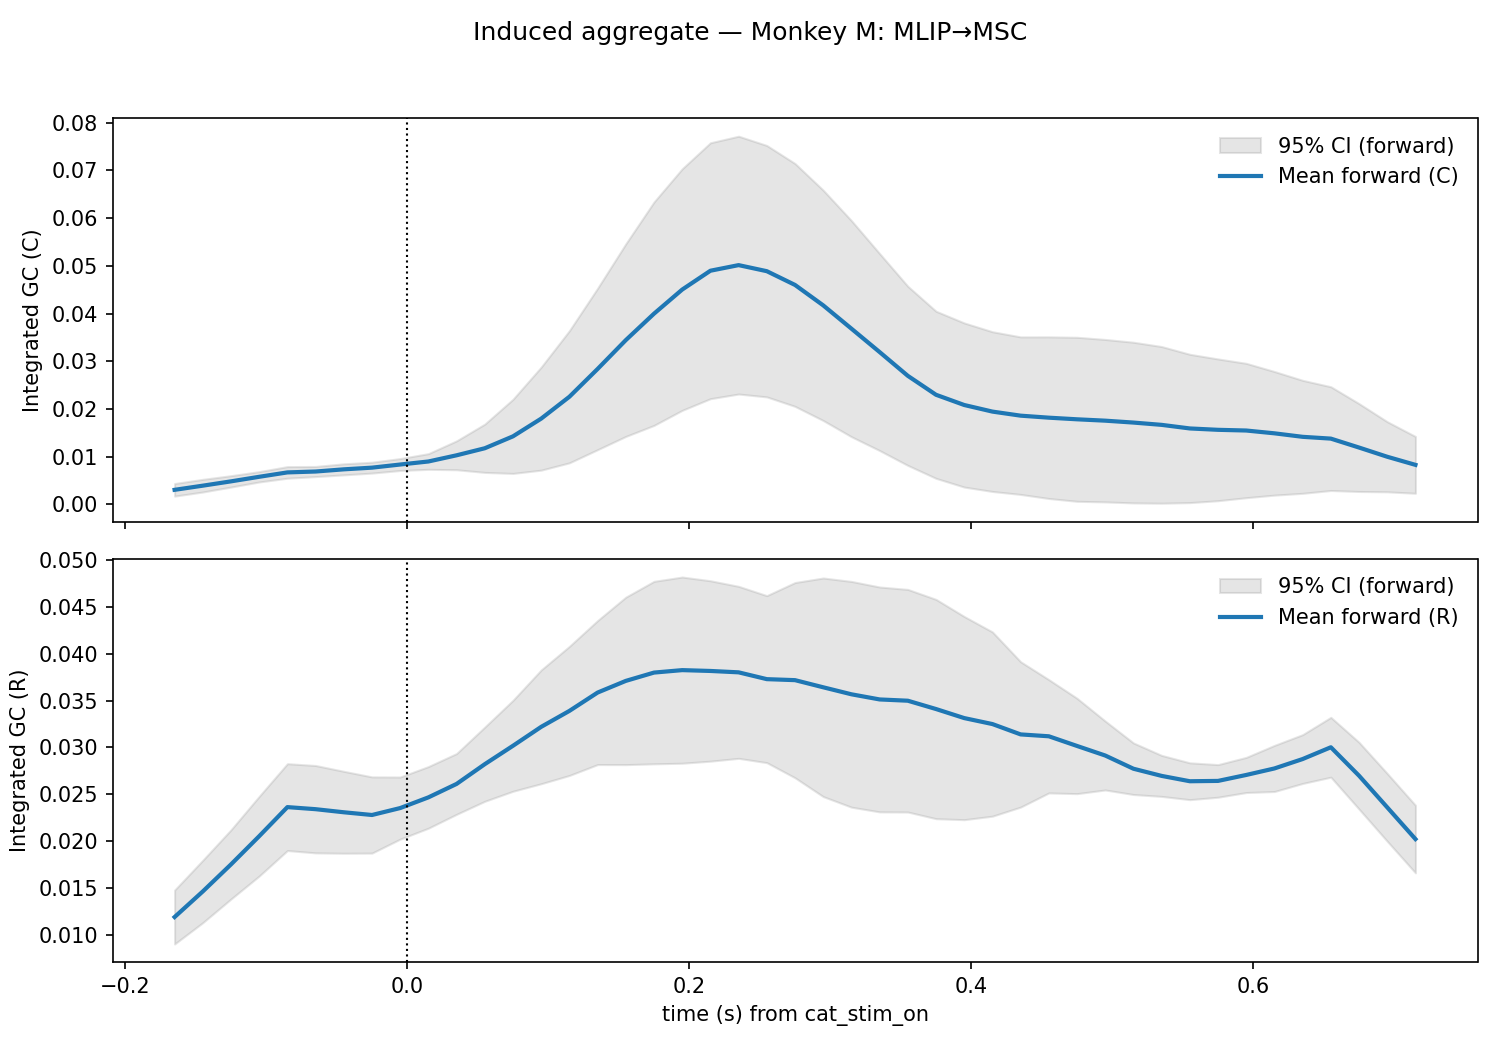 Induced aggregate — Monkey M: MLIP→MSC
0.08
0.07
0.06
0.05
0.04
0.03
0.02
0.01
0.00
Integrated GC (C)
95% CI (forward)
Mean forward (C)
0.050
0.045
0.040
0.035
0.030
0.025
0.020
0.015
0.010
Integrated GC (R)
95% CI (forward)
Mean forward (R)
−0.2
0.0
0.2
0.4
0.6
time (s) from cat_stim_on